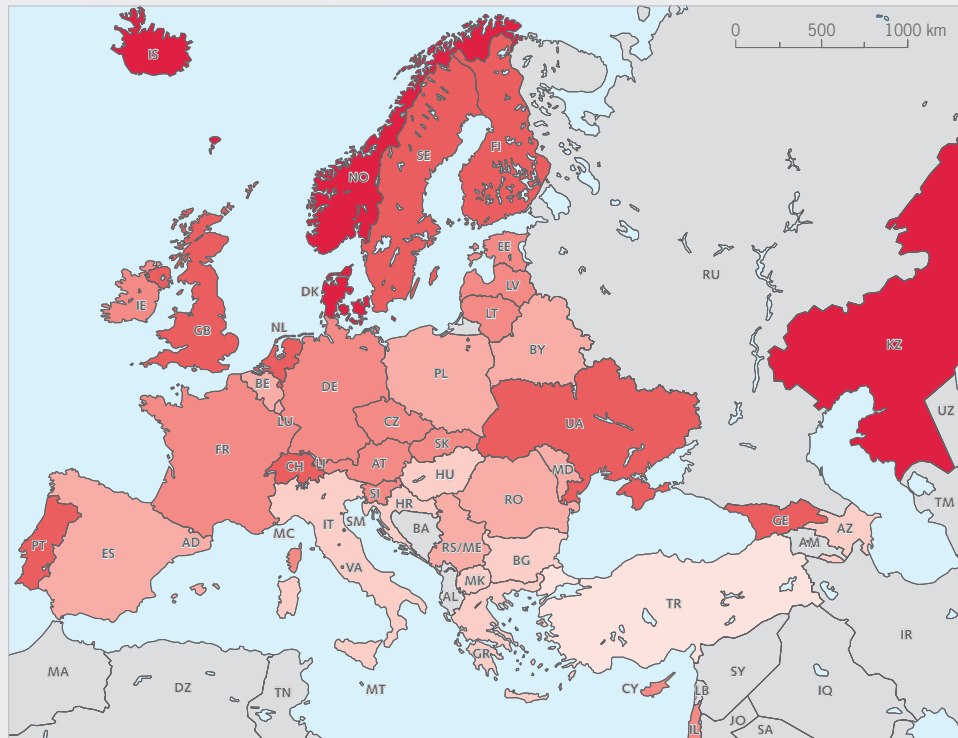 0 500 1000 km
IS
NO
SE
FI
RU
EE
LV
LT
DK
IE
GB
NL
BE
DE
PL
BY
KZ
UZ
LU
CZ
SK
UA
FR
CH
LI
AT
HU
MD
SI
HR
RO
TM
PT
ES
AD
MC
IT
SM
BA
RS/ME
BG
GE
AZ
AM
VA
AL
MK
TR
GR
IR
MA
DZ
TN
MT
CY
LB
SY
IQ
IL
JO
SA